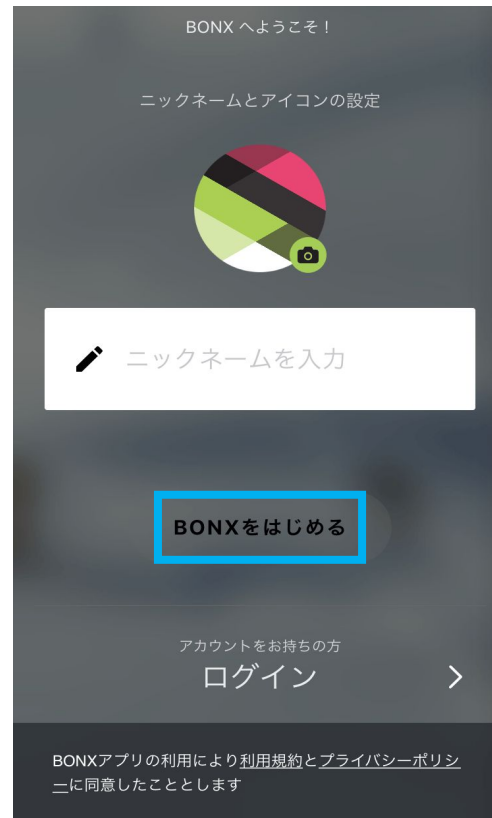 BONX へようこそ！
ニックネームとアイコンの設定
ニックネームを入力
BONXをはじめる
アカウントをお持ちの方
ログイン
BONXアプリの利用により利用規約とプライバシーポリシ
ーに同意したこととします